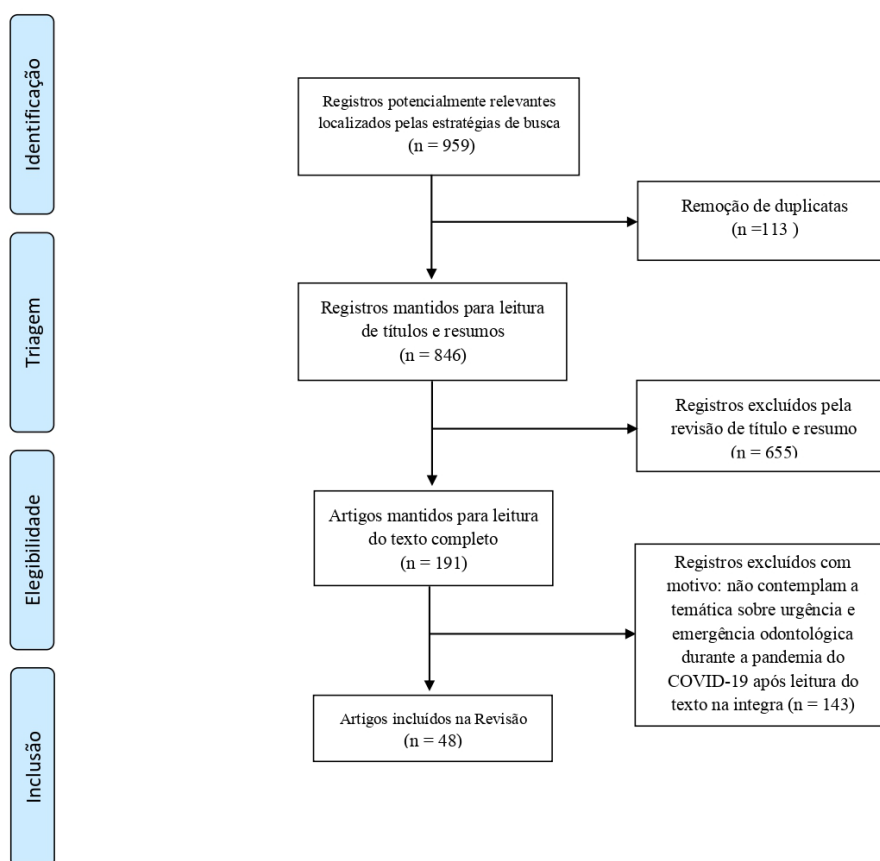 Identificação
Registros potencialmente relevantes
localizados pelas estratégias de busca
(n = 959)
Remoção de duplicatas
(n =113 )
Triagem
Registros mantidos para leitura
de títulos e resumos
(n = 846)
Registros excluídos pela
revisão de título e resumo
(n = 655)
Elegibilidade
Artigos mantidos para leitura
do texto completo
(n = 191)
Registros excluídos com
motivo: não contemplam a
temática sobre urgência e
emergência odontológica
durante a pandemia do
COVID-19 após leitura do
texto na integra (n = 143)
Inclusão
Artigos incluídos na Revisão
(n = 48)